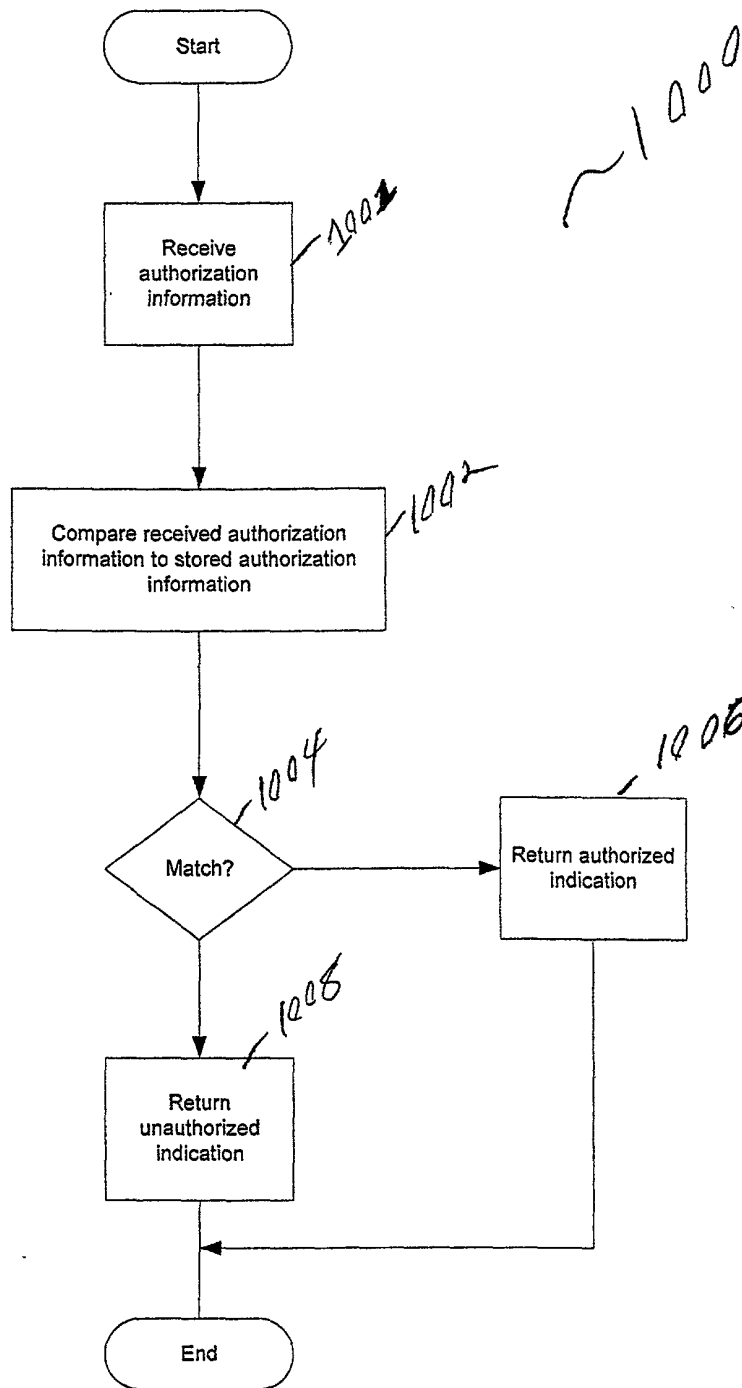 Start
1000
Receive
authorization
information
Compare received authorization
information to stored authorization
information
1002
Match?
1004
Return authorized
indication
1006
Return
unauthorized
indication
1008
End